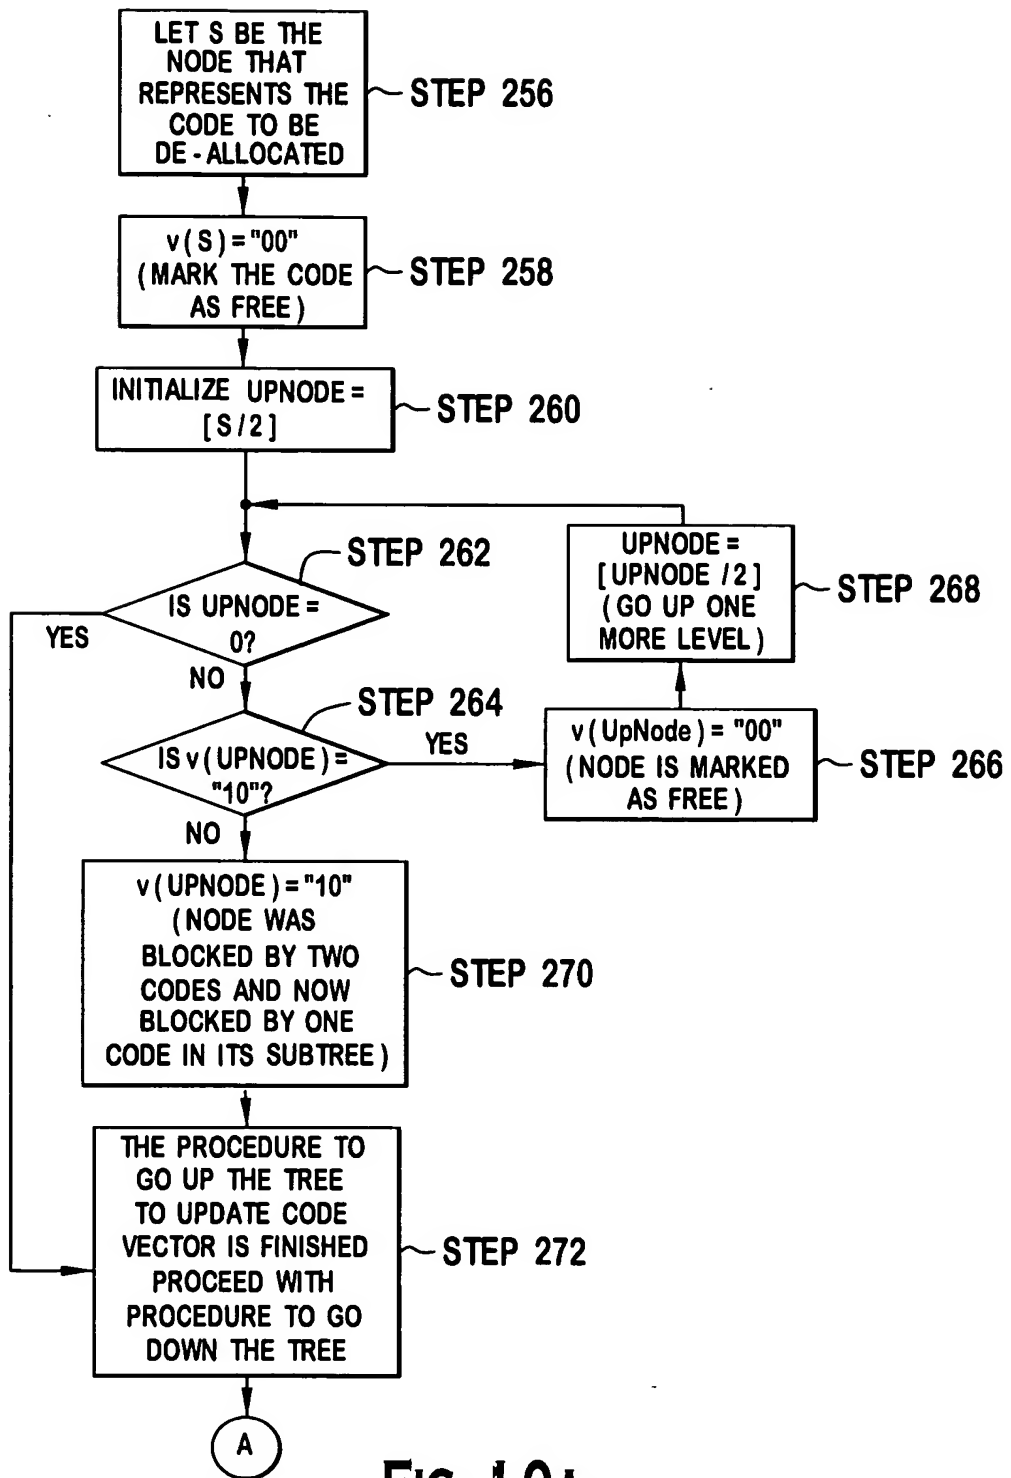 LET S BE THE
NODE THAT
REPRESENTS THE
CODE TO BE
DE-ALLOCATED
STEP 256
v(S)="00"
(MARK THE CODE
AS FREE)
STEP 258
INITIALIZE UPNODE=
[S/2]
STEP 260
STEP 262
IS UPNODE=
0?
YES
NO
UPNODE=
[UPNODE/2]
(GO UP ONE
MORE LEVEL)
STEP 268
STEP 264
IS v(UPNODE)=
"10"?
YES
NO
v(UpNode)="00"
(NODE IS MARKED
AS FREE)
STEP 266
v(UPNODE)="10"
(NODE WAS
BLOCKED BY TWO
CODES AND NOW
BLOCKED BY ONE
CODE IN ITS SUBTREE)
STEP 270
THE PROCEDURE TO
GO UP THE TREE
TO UPDATE CODE
VECTOR IS FINISHED
PROCEED WITH
PROCEDURE TO GO
DOWN THE TREE
STEP 272
A